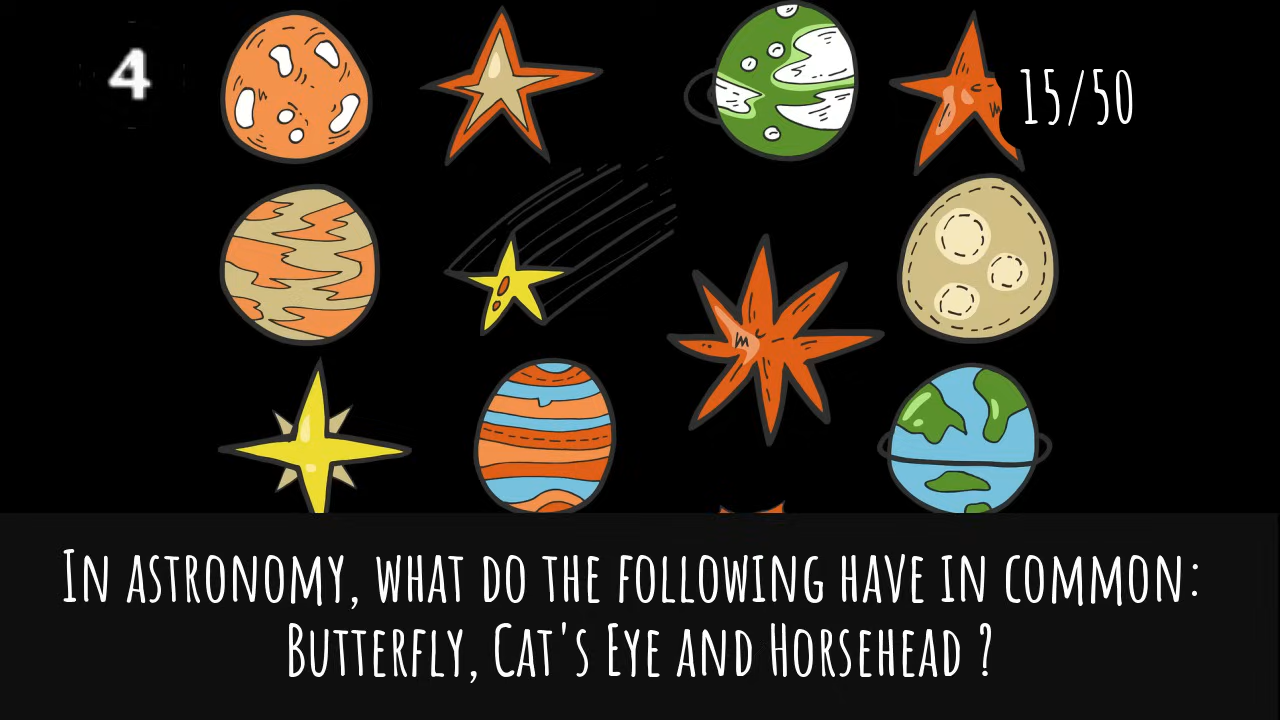 4
15/50
In astronomy, what do the following have in common:
Butterfly, Cat's Eye and Horsehead ?